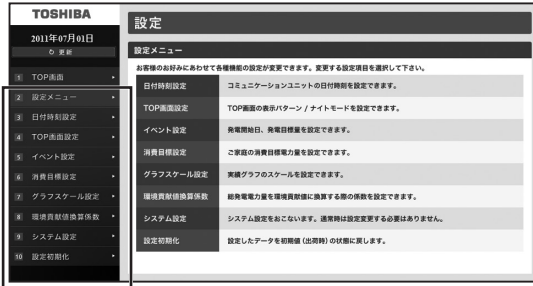 TOSHIBA
2011年07月01日
更新
1 TOP画面
2 設定メニュー
3 日付時刻設定
4 TOP画面設定
5 イベント設定
6 消費目標設定
7 グラフスケール設定
8 環境貢献値換算係数
9 システム設定
10 設定初期化
設定
設定メニュー
お客様のお好みにあわせて各種機能の設定が変更できます。変更する設定項目を選択して下さい。
日付時刻設定 コミュニケーションユニットの日付時刻を設定できます。
TOP画面設定 TOP画面の表示パターン / ナイトモードを設定できます。
イベント設定 発電開始日、発電目標量を設定できます。
消費目標設定 ご家庭の消費目標電力量を設定できます。
グラフスケール設定 実績グラフのスケールを設定できます。
環境貢献値換算係数 総発電電力量を環境貢献値に換算する際の係数を設定できます。
システム設定 システム設定をおこないます。通常時は設定変更する必要はありません。
設定初期化 設定したデータを初期値（出荷時）の状態に戻します。